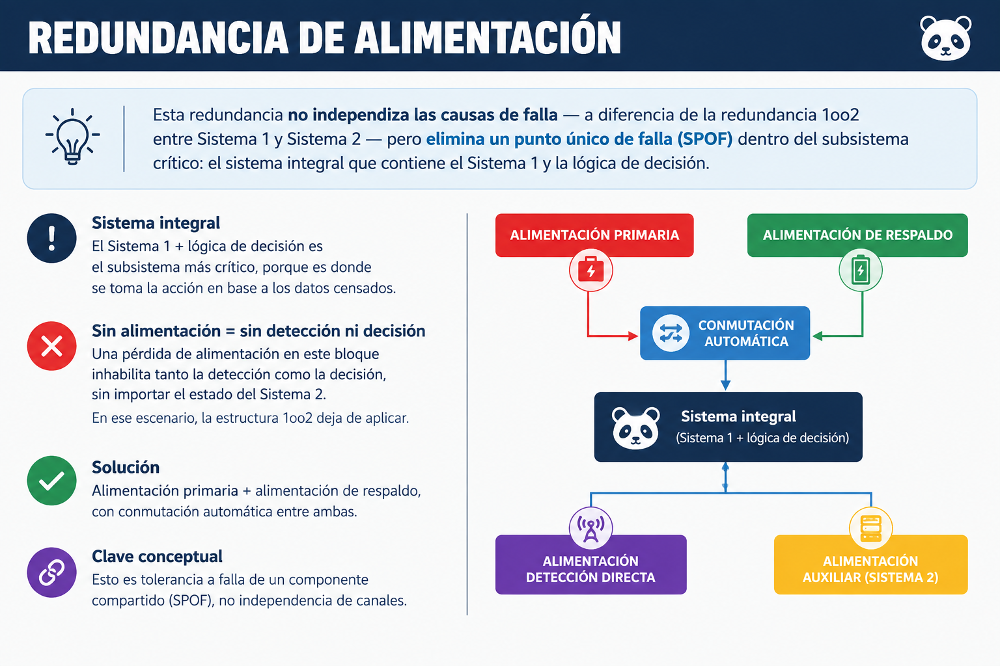 REDUNDANCIA DE ALIMENTACIÓN
Esta redundancia no independiza las causas de falla — a diferencia de la redundancia 1oo2
entre Sistema 1 y Sistema 2 — pero elimina un punto único de falla (SPOF) dentro del subsistema
crítico: el sistema integral que contiene el Sistema 1 y la lógica de decisión.
Sistema integral
El Sistema 1 + lógica de decisión es
el subsistema más crítico, porque es donde
se toma la acción en base a los datos censados.
Sin alimentación = sin detección ni decisión
Una pérdida de alimentación en este bloque
inhabilita tanto la detección como la decisión,
sin importar el estado del Sistema 2.
En ese escenario, la estructura 1oo2 deja de aplicar.
Solución
Alimentación primaria + alimentación de respaldo,
con conmutación automática entre ambas.
Clave conceptual
Esto es tolerancia a falla de un componente
compartido (SPOF), no independencia de canales.
ALIMENTACIÓN PRIMARIA
ALIMENTACIÓN DE RESPALDO
CONMUTACIÓN
AUTOMÁTICA
Sistema integral
(Sistema 1 + lógica de decisión)
ALIMENTACIÓN
DETECCIÓN DIRECTA
ALIMENTACIÓN
AUXILIAR (SISTEMA 2)